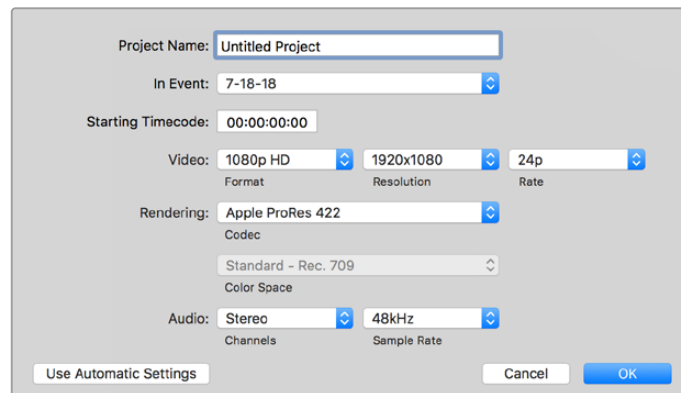 Project Name: Untitled Project
In Event: 7-18-18
Starting Timecode: 00:00:00:00
Video: 1080p HD 1920x1080 24p
Format Resolution Rate
Rendering: Apple ProRes 422
Codec
Standard - Rec. 709
Color Space
Audio: Stereo 48kHz
Channels Sample Rate
Use Automatic Settings Cancel OK